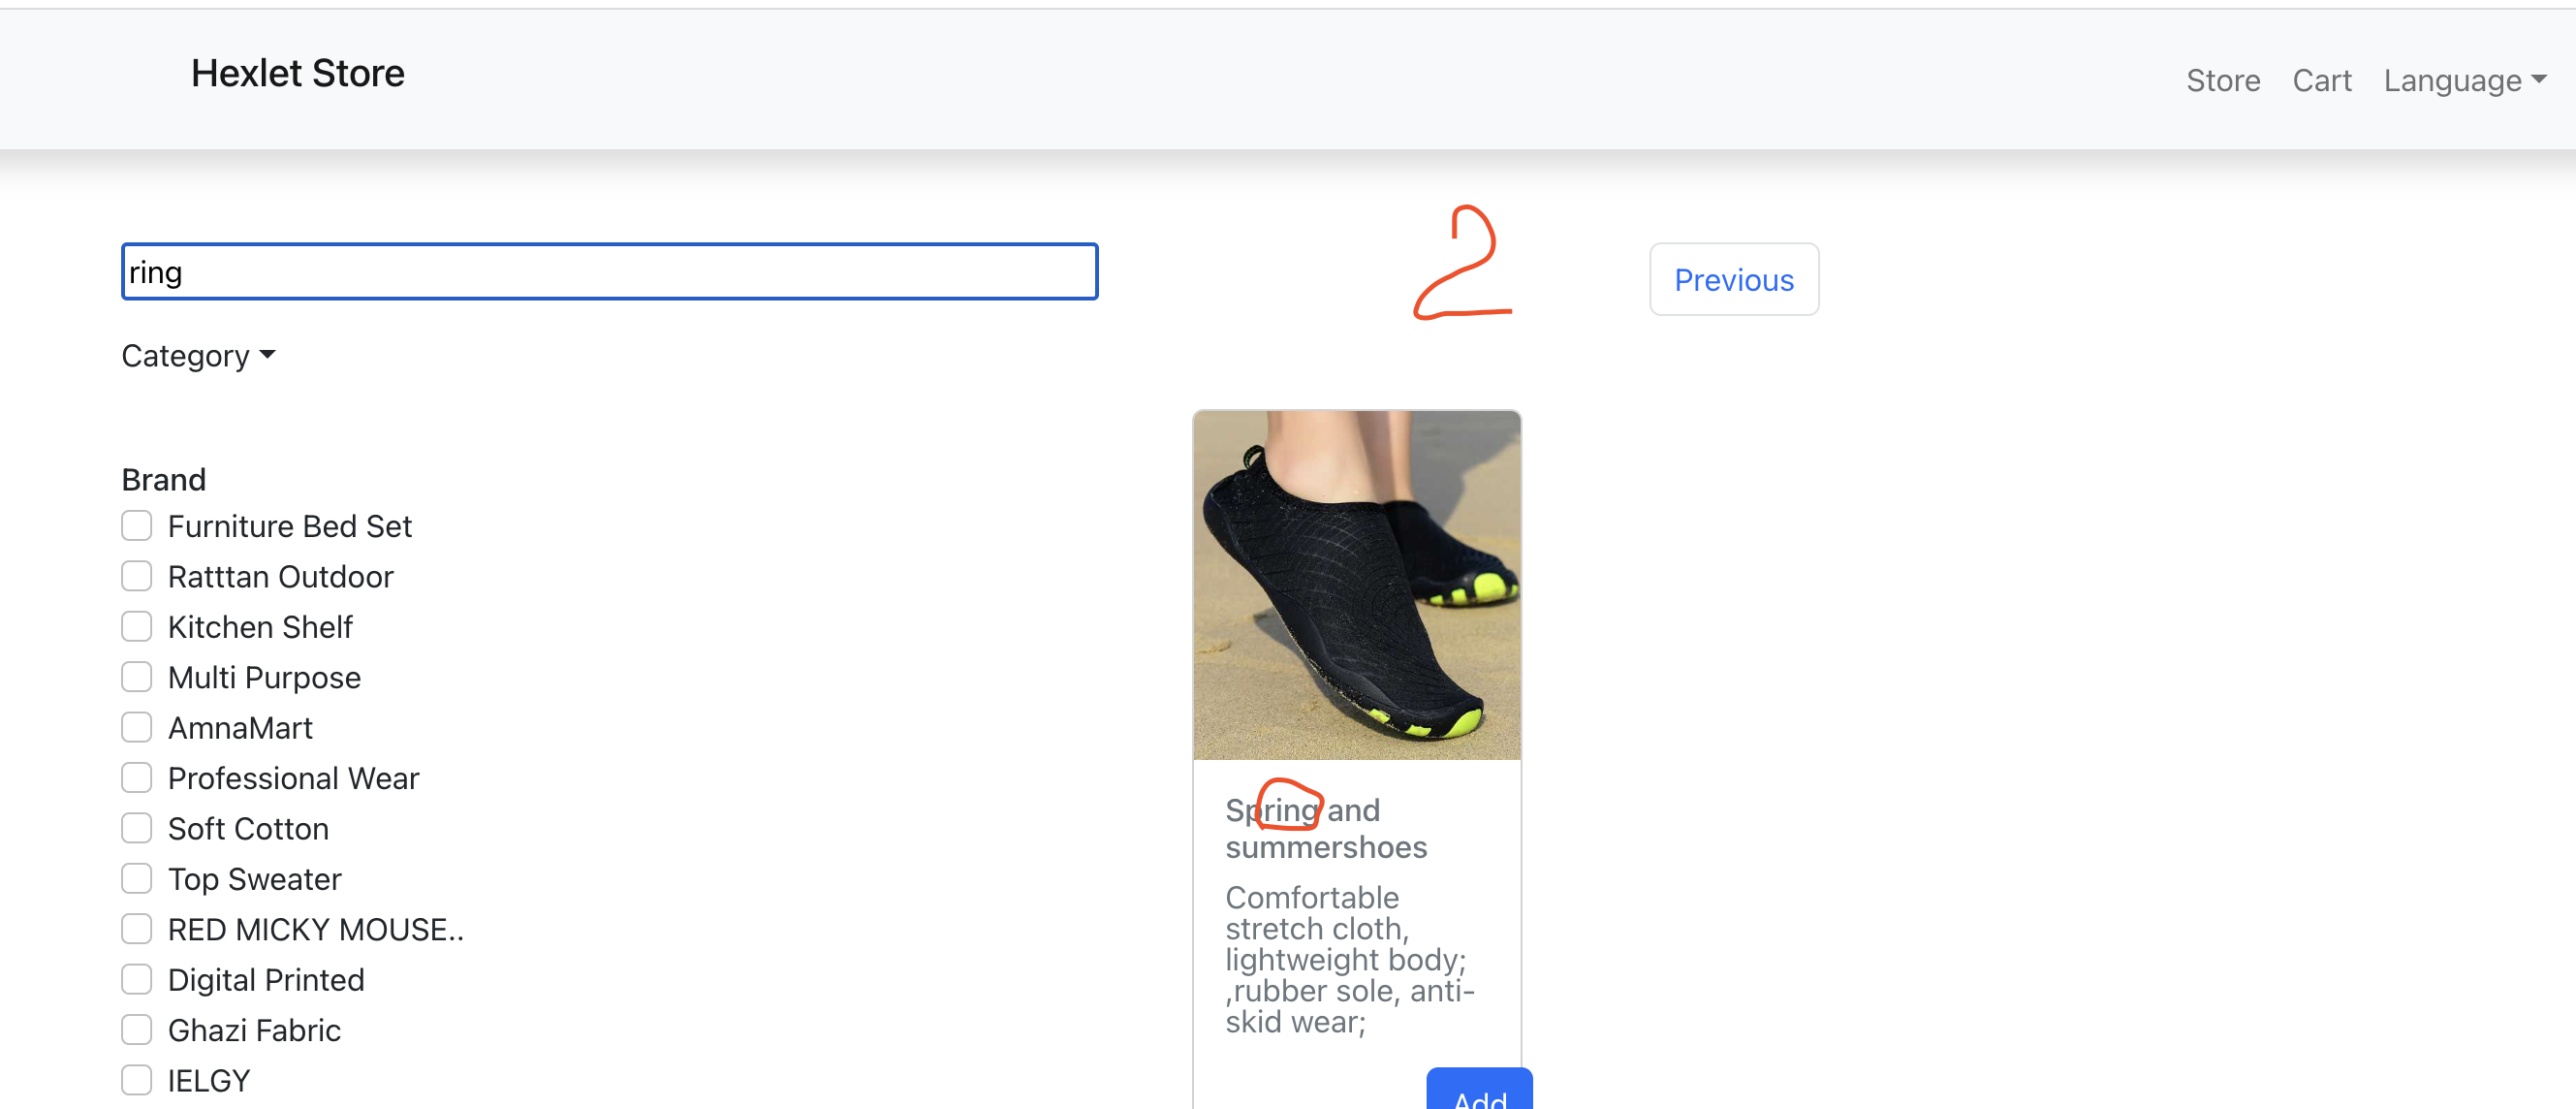 Hexlet Store
Store Cart Language
ring
2
Previous
Category
Brand
Furniture Bed Set
Ratttan Outdoor
Kitchen Shelf
Multi Purpose
AmnaMart
Professional Wear
Soft Cotton
Top Sweater
RED MICKY MOUSE..
Digital Printed
Ghazi Fabric
IELGY
Spring and
summershoes
Comfortable
stretch cloth,
lightweight body;
,rubber sole, anti-
skid wear;
Add